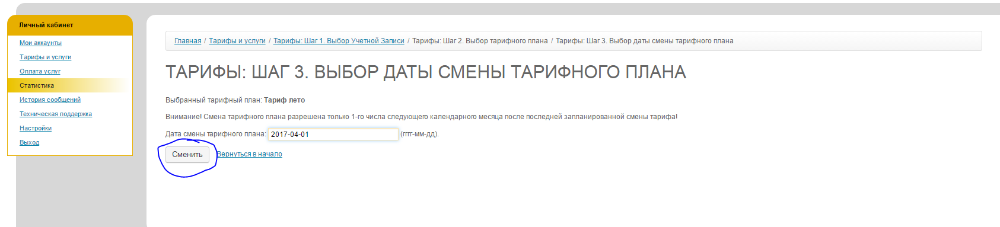 Личный кабинет
Мои аккаунты
Тарифы и услуги
Оплата услуг
Статистика
История сообщений
Техническая поддержка
Настройки
Выход
Главная / Тарифы и услуги / Тарифы: Шаг 1. Выбор Учетной Записи / Тарифы: Шаг 2. Выбор тарифного плана / Тарифы: Шаг 3. Выбор даты смены тарифного плана
ТАРИФЫ: ШАГ 3. ВЫБОР ДАТЫ СМЕНЫ ТАРИФНОГО ПЛАНА
Выбранный тарифный план: Тариф лето
Внимание! Смена тарифного плана разрешена только 1-го числа следующего календарного месяца после последней запланированной смены тарифа!
Дата смены тарифного плана: 2017-04-01 (гггг-мм-дд).
Сменить Вернуться в начало